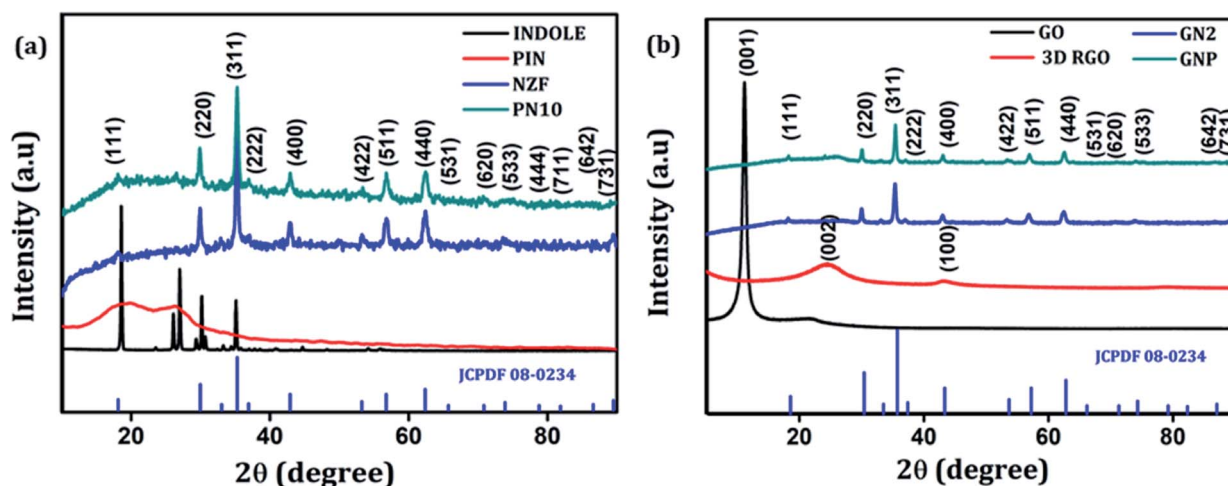 (a)
INDOLE
PIN
NZF
PN10
(111)
(220)
(311)
(222)
(400)
(422)
(511)
(440)
(531)
(620)
(533)
(444)
(711)
(642)
(731)
JCPDF 08-0234
Intensity (a.u)
20 40 60 80
2θ (degree)
(b)
GO
3D RGO
GN2
GNP
(001)
(111)
(220)
(311)
(222)
(400)
(422)
(511)
(440)
(531)
(620)
(533)
(642)
(731)
(002)
(100)
JCPDF 08-0234
Intensity (a.u)
20 40 60 80
2θ (degree)